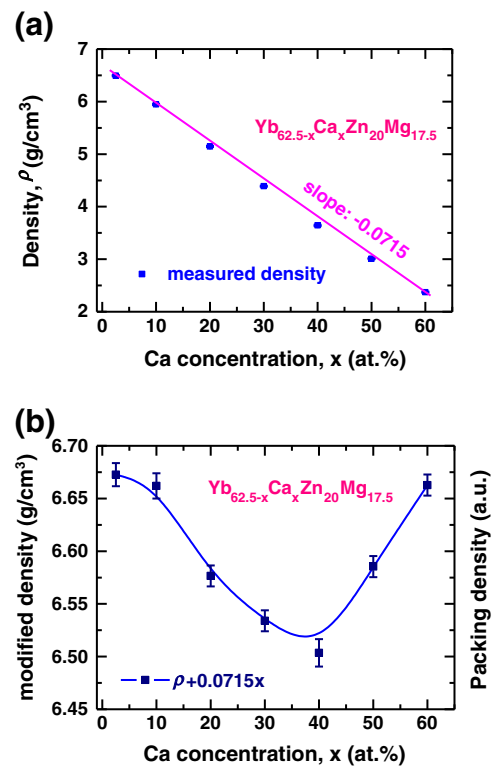 (a)
7
6
5
4
3
2
Density, ρ(g/cm³)
Yb₆₂.₅₋ₓCaₓZn₂₀Mg₁₇.₅
slope: -0.0715
measured density
0 10 20 30 40 50 60
Ca concentration, x (at.%)
(b)
6.70
6.65
6.60
6.55
6.50
6.45
modified density (g/cm³)
Yb₆₂.₅₋ₓCaₓZn₂₀Mg₁₇.₅
ρ+0.0715x
Packing density (a.u.)
0 10 20 30 40 50 60
Ca concentration, x (at.%)